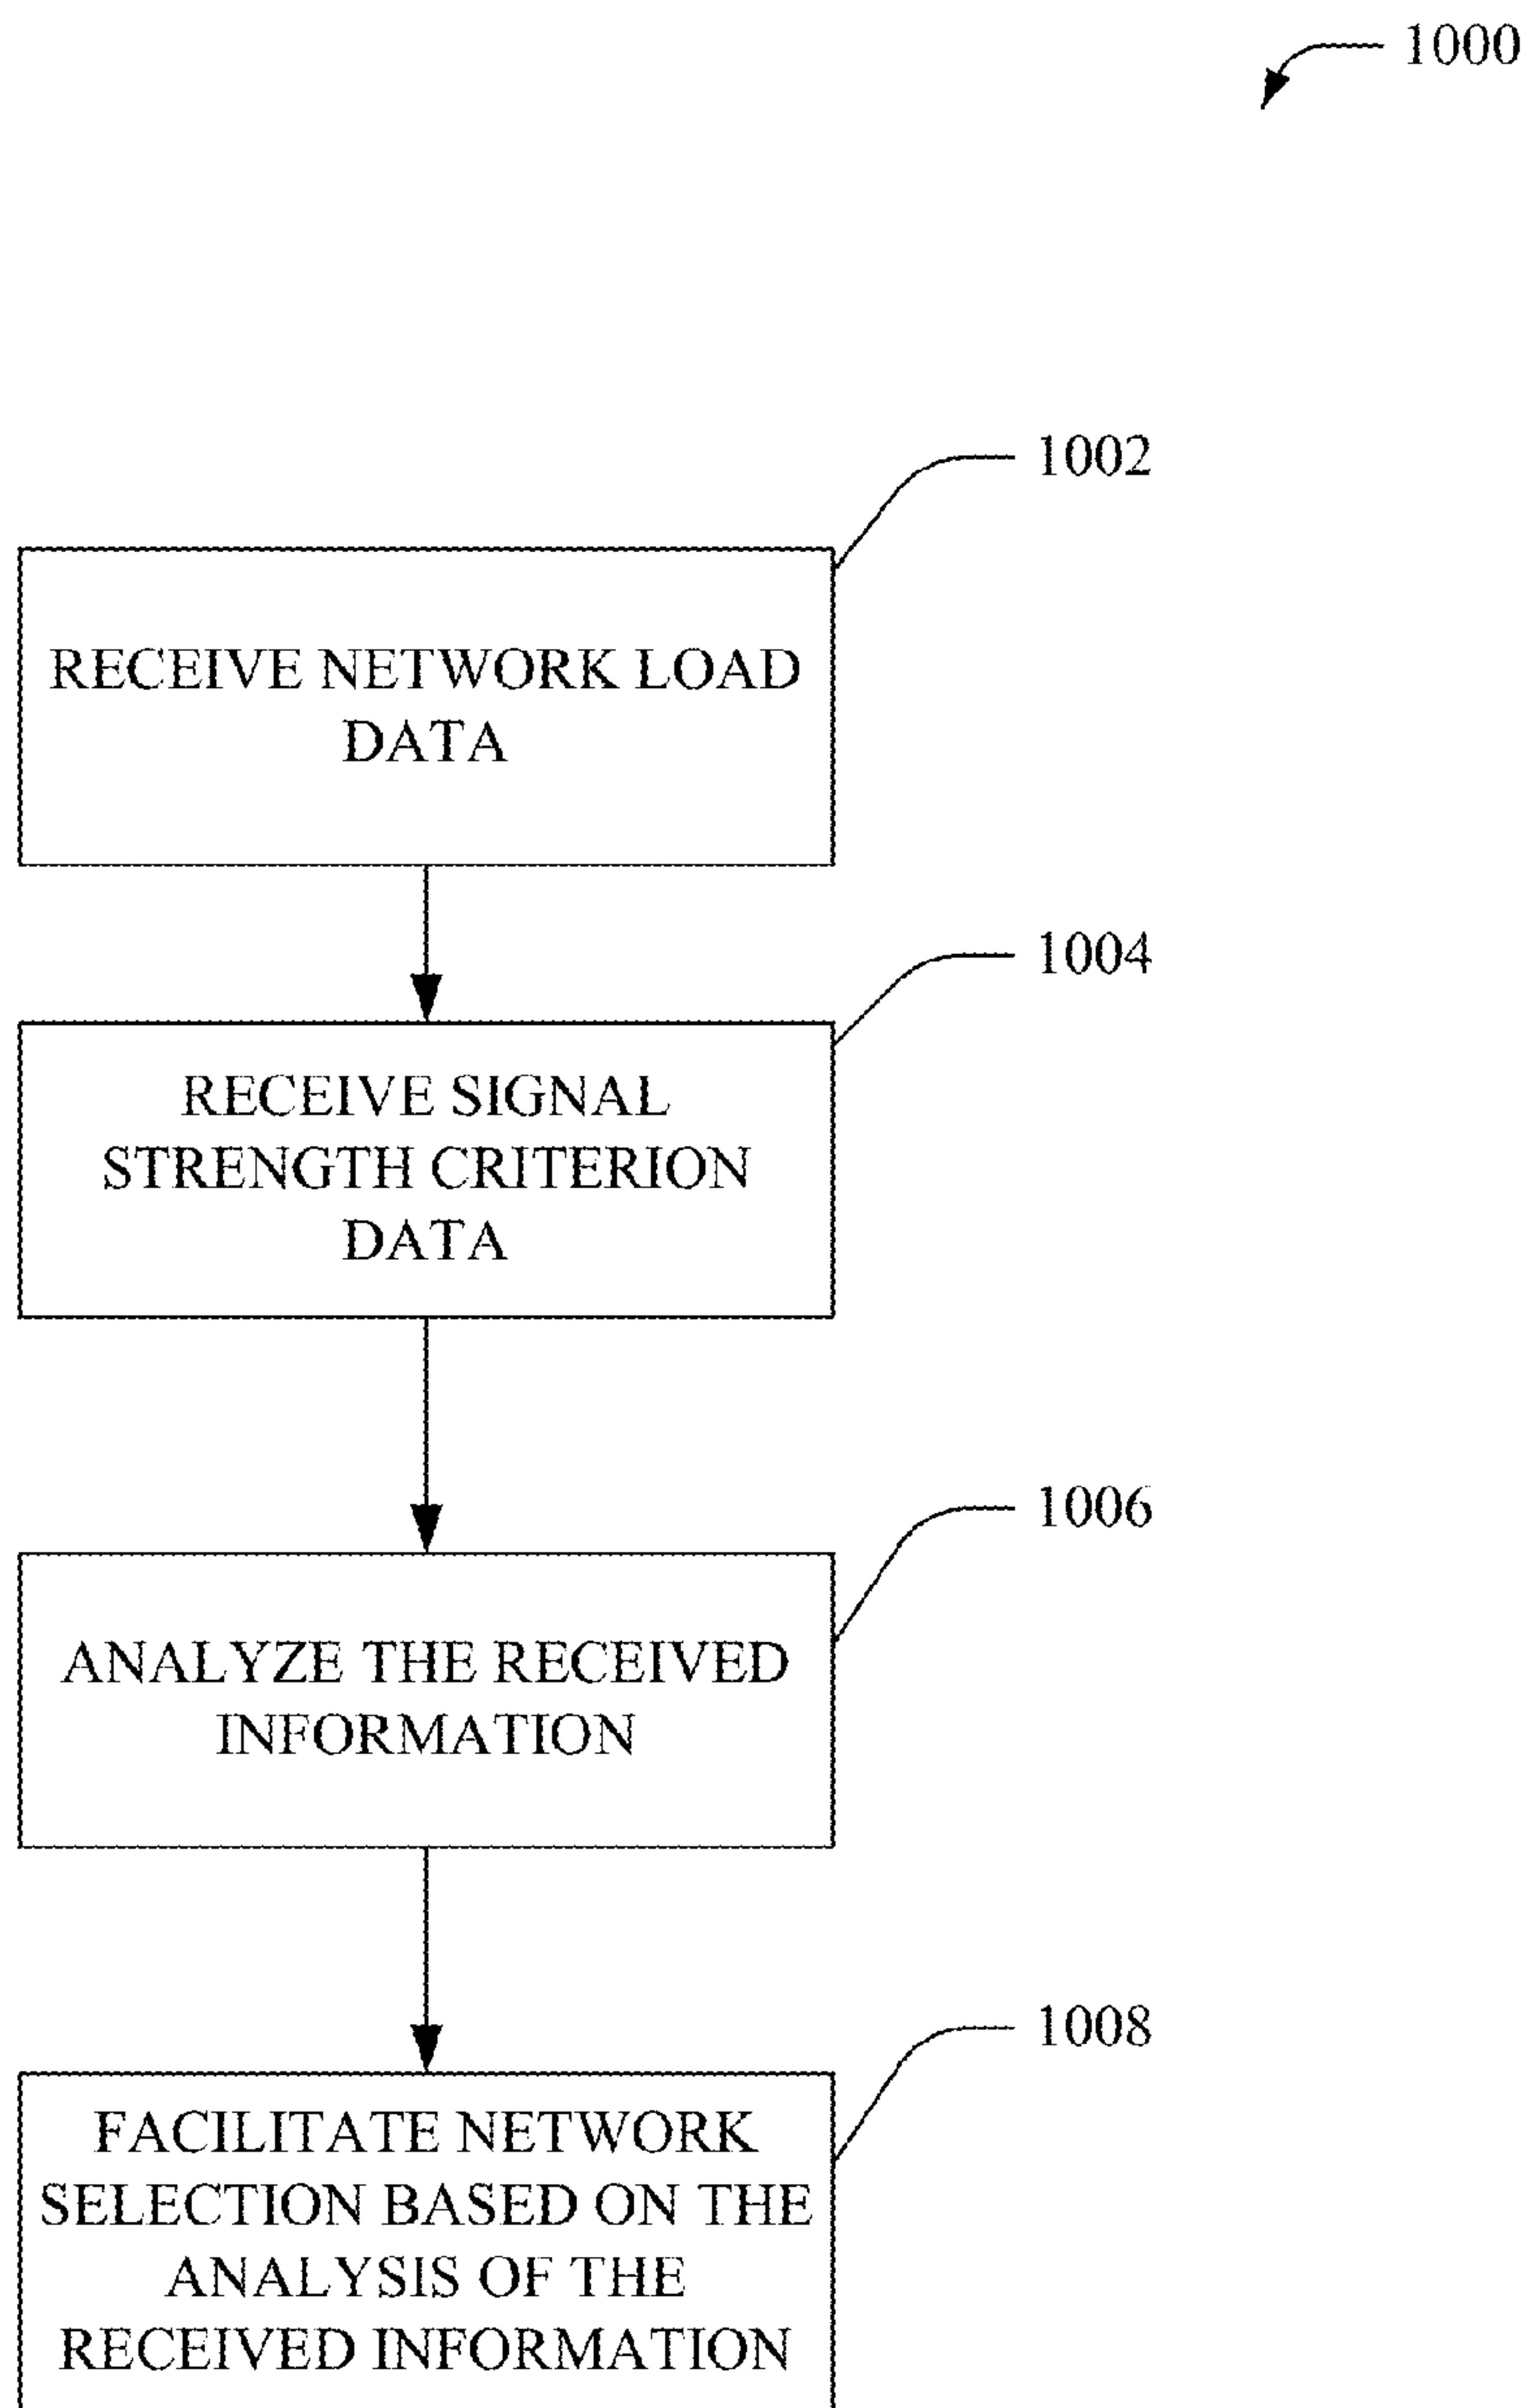 1000
1002
RECEIVE NETWORK LOAD
DATA
1004
RECEIVE SIGNAL
STRENGTH CRITERION
DATA
1006
ANALYZE THE RECEIVED
INFORMATION
1008
FACILITATE NETWORK
SELECTION BASED ON THE
ANALYSIS OF THE
RECEIVED INFORMATION